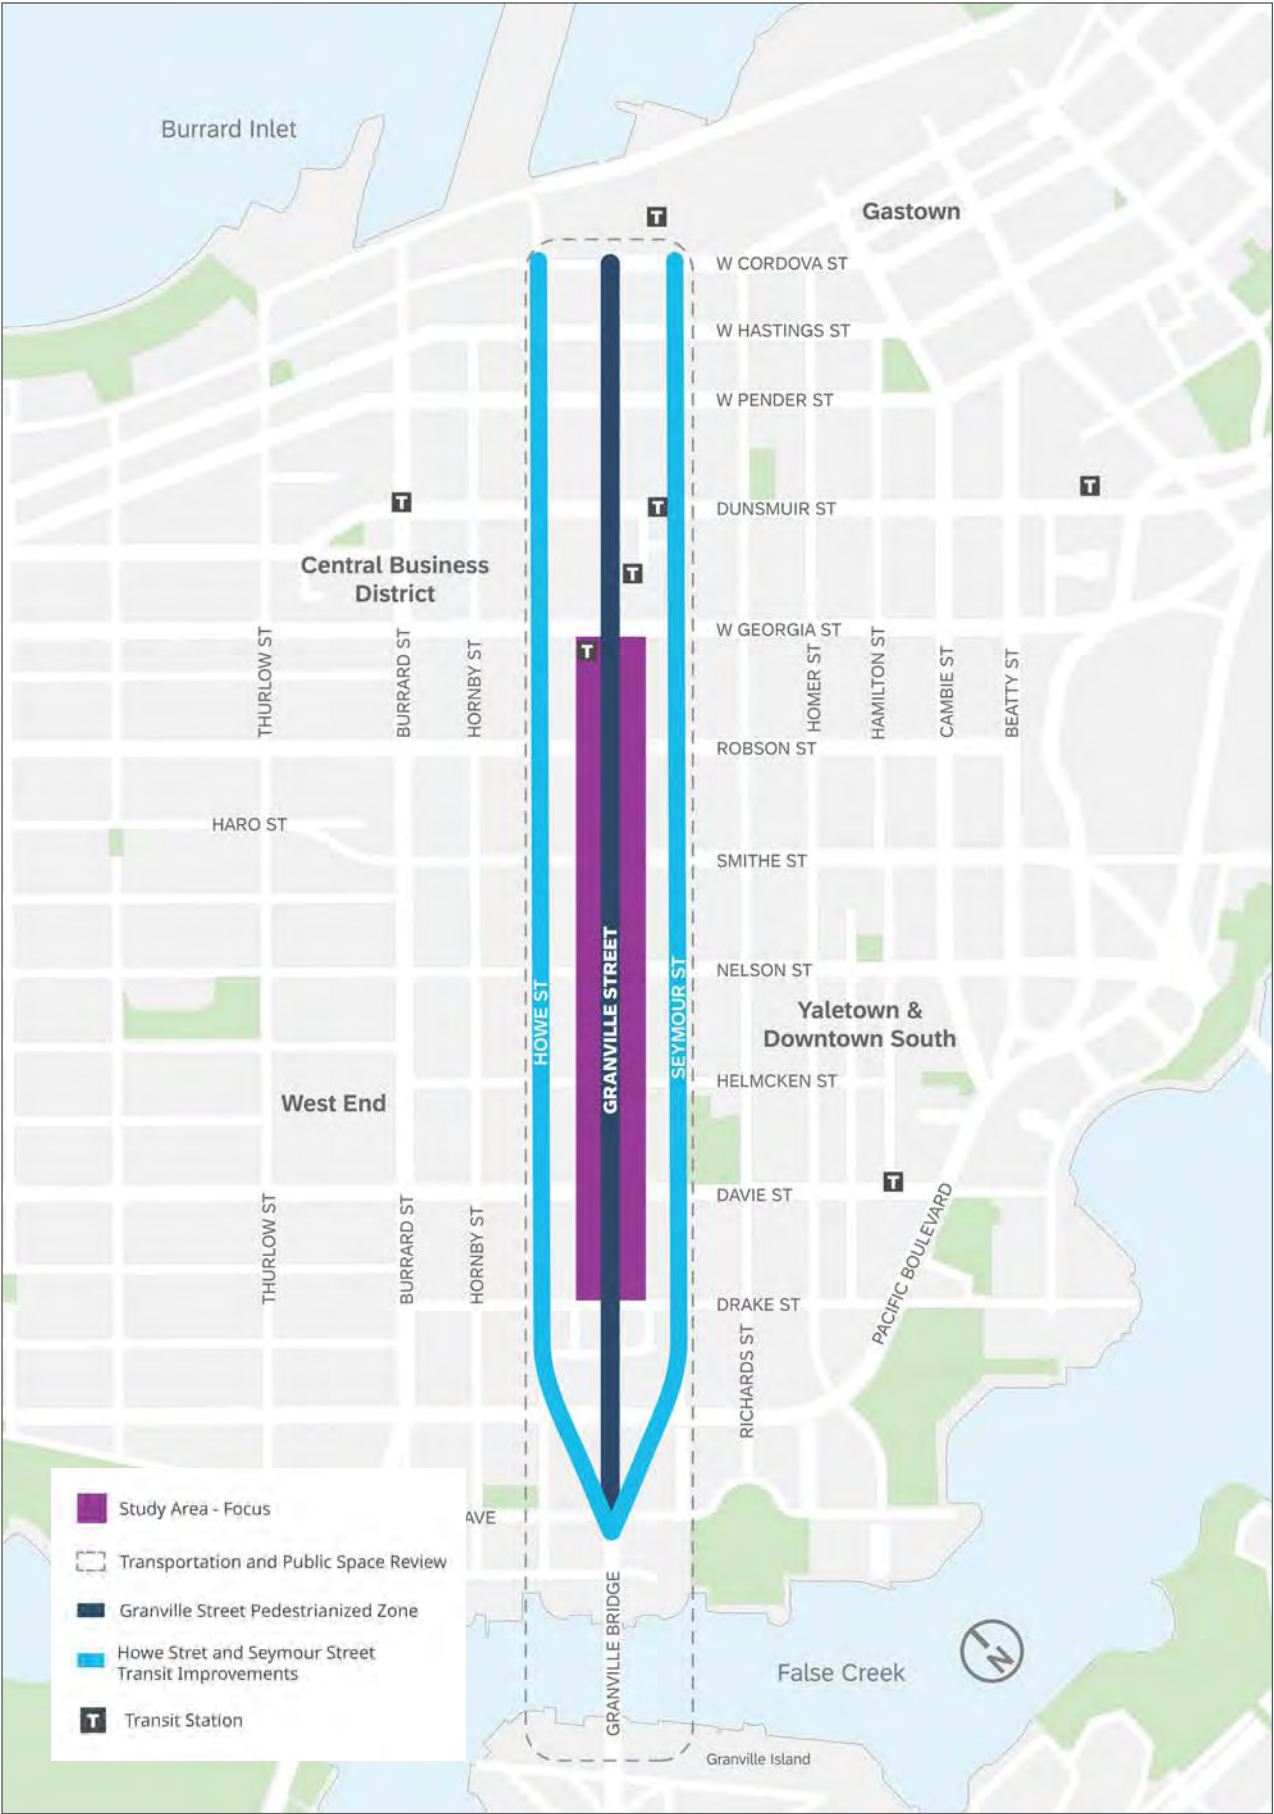 Burrard Inlet
T
Gastown
W CORDOVA ST
W HASTINGS ST
W PENDER ST
T
T
T
DUNSMUIR ST
Central Business
District
T
W GEORGIA ST
T
THURLOW ST
BURRARD ST
HORNBY ST
HOMER ST
HAMILTON ST
CAMBIE ST
BEATTY ST
ROBSON ST
HARO ST
SMITHE ST
HOWE ST
GRANVILLE STREET
SEYMOUR ST
NELSON ST
Yaletown &
Downtown South
HELMCKEN ST
West End
T
DAVIE ST
THURLOW ST
BURRARD ST
HORNBY ST
PACIFIC BOULEVARD
DRAKE ST
RICHARDS ST
AVE
GRANVILLE BRIDGE
False Creek
N
Granville Island
Study Area - Focus
Transportation and Public Space Review
Granville Street Pedestrianized Zone
Howe Stret and Seymour Street
Transit Improvements
T Transit Station